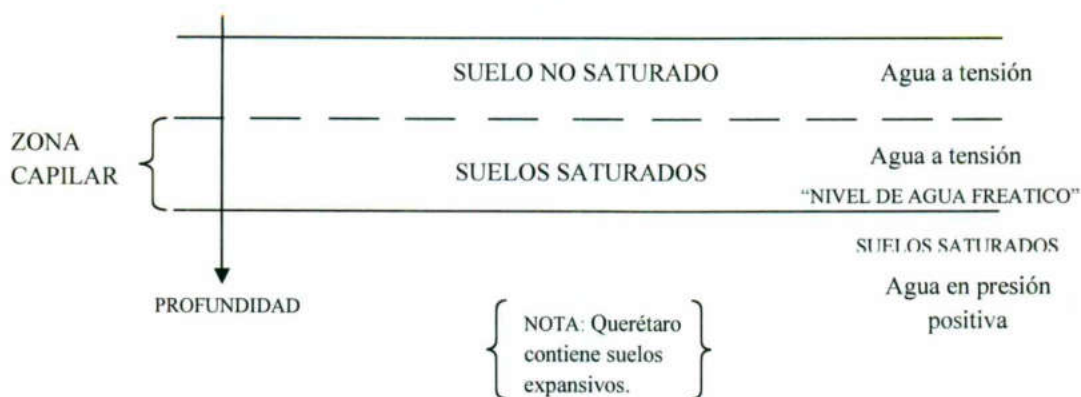 SUELO NO SATURADO
Agua a tensión
ZONA
CAPILAR
SUELOS SATURADOS
Agua a tensión
“NIVEL DE AGUA FREATICO”
SUELOS SATURADOS
Agua en presión
positiva
PROFUNDIDAD
NOTA: Querétaro
contiene suelos
expansivos.